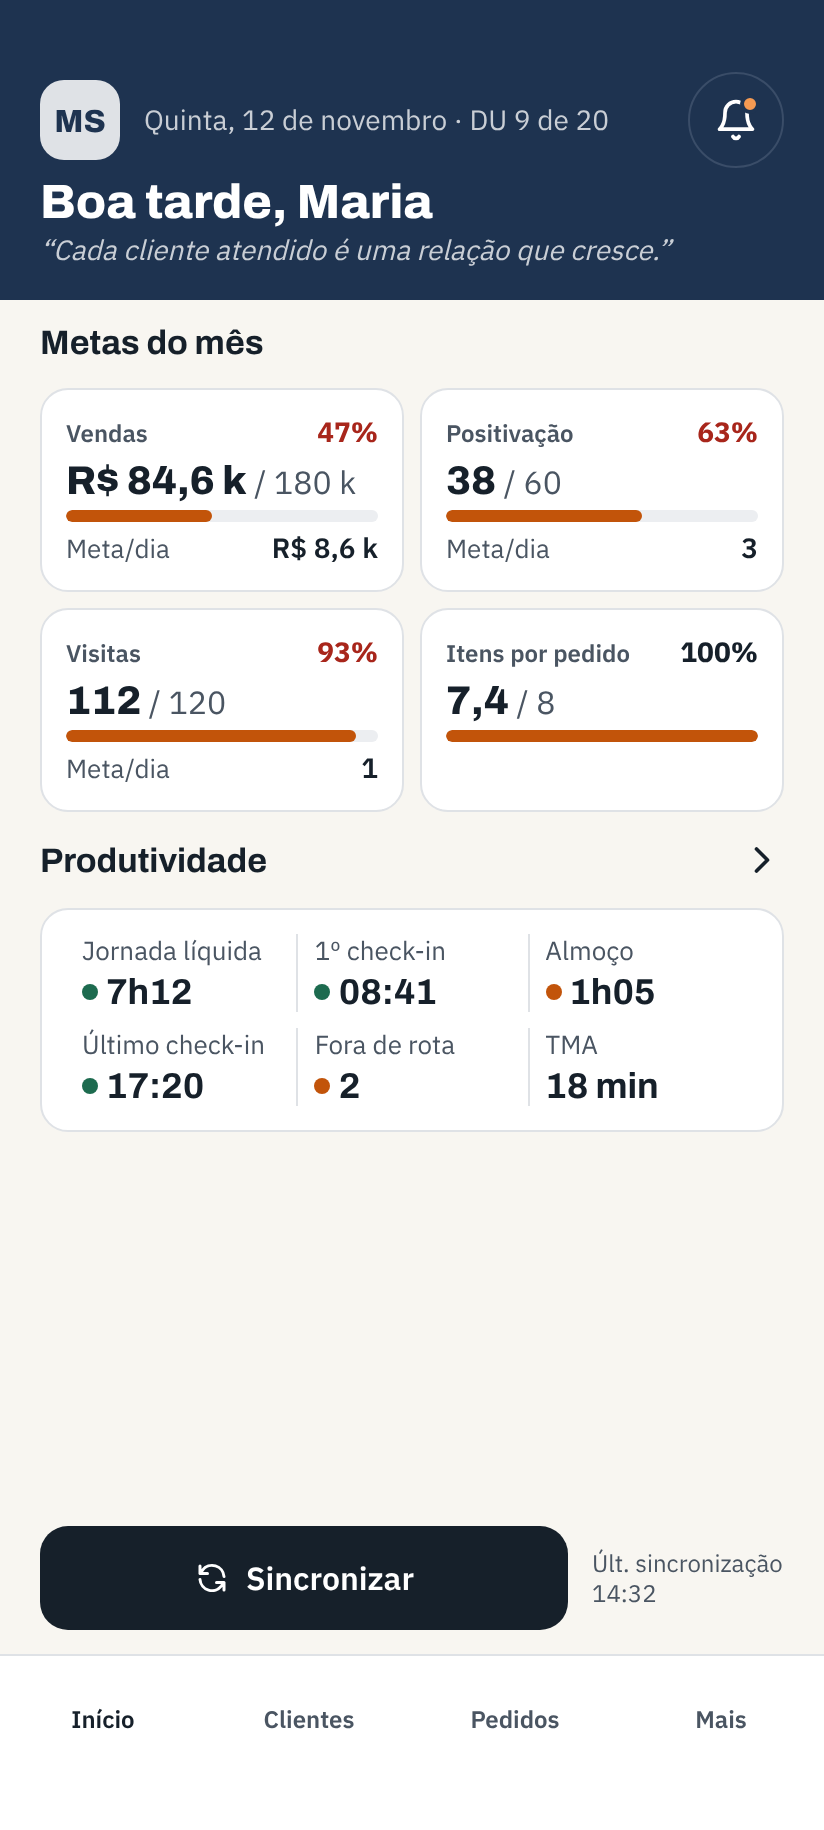 MS
Quinta, 12 de novembro · DU 9 de 20
Boa tarde, Maria
“Cada cliente atendido é uma relação que cresce.”
Metas do mês
Vendas 47%
R$ 84,6 k / 180 k
Meta/dia R$ 8,6 k
Positivação 63%
38 / 60
Meta/dia 3
Visitas 93%
112 / 120
Meta/dia 1
Itens por pedido 100%
7,4 / 8
Produtividade
Jornada líquida
7h12
1º check-in
08:41
Almoço
1h05
Último check-in
17:20
Fora de rota
2
TMA
18 min
Sincronizar
Últ. sincronização
14:32
Início Clientes Pedidos Mais